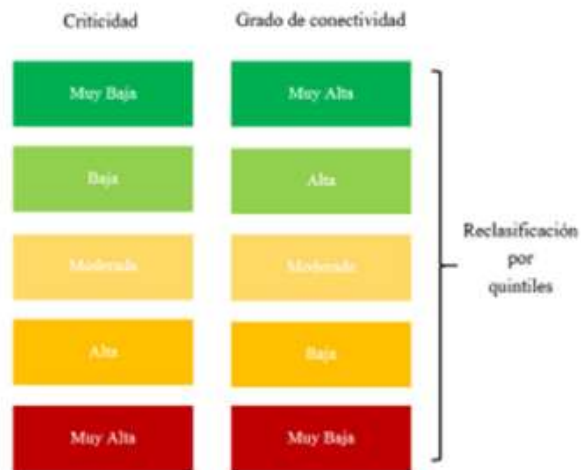 Criticidad Grado de conectividad
Muy Baja Muy Alta
Baja Alta
Moderada Moderado
Alta Baja
Muy Alta Muy Baja
Reclasificación
por
quintiles